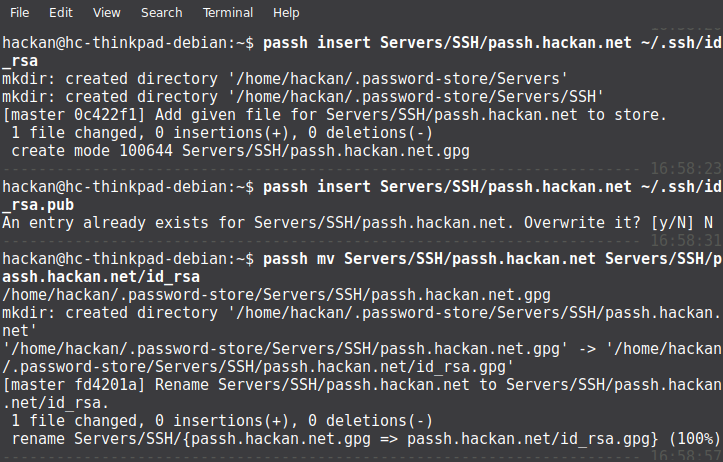 File Edit View Search Terminal Help
hackan@hc-thinkpad-debian:~$ passh insert Servers/SSH/passh.hackan.net ~/.ssh/id
_rsa
mkdir: created directory '/home/hackan/.password-store/Servers'
mkdir: created directory '/home/hackan/.password-store/Servers/SSH'
[master 0c422f1] Add given file for Servers/SSH/passh.hackan.net to store.
 1 file changed, 0 insertions(+), 0 deletions(-)
 create mode 100644 Servers/SSH/passh.hackan.net.gpg
------------------------------------------------------------------------ 16:58:23
hackan@hc-thinkpad-debian:~$ passh insert Servers/SSH/passh.hackan.net ~/.ssh/id
_rsa.pub
An entry already exists for Servers/SSH/passh.hackan.net. Overwrite it? [y/N] N
------------------------------------------------------------------------ 16:58:31
hackan@hc-thinkpad-debian:~$ passh mv Servers/SSH/passh.hackan.net Servers/SSH/p
assh.hackan.net/id_rsa
/home/hackan/.password-store/Servers/SSH/passh.hackan.net.gpg
mkdir: created directory '/home/hackan/.password-store/Servers/SSH/passh.hackan.
net'
'/home/hackan/.password-store/Servers/SSH/passh.hackan.net.gpg' -> '/home/hackan
/.password-store/Servers/SSH/passh.hackan.net/id_rsa.gpg'
[master fd4201a] Rename Servers/SSH/passh.hackan.net to Servers/SSH/passh.hackan
.net/id_rsa.
 1 file changed, 0 insertions(+), 0 deletions(-)
 rename Servers/SSH/{passh.hackan.net.gpg => passh.hackan.net/id_rsa.gpg} (100%)
------------------------------------------------------------------------ 16:58:57